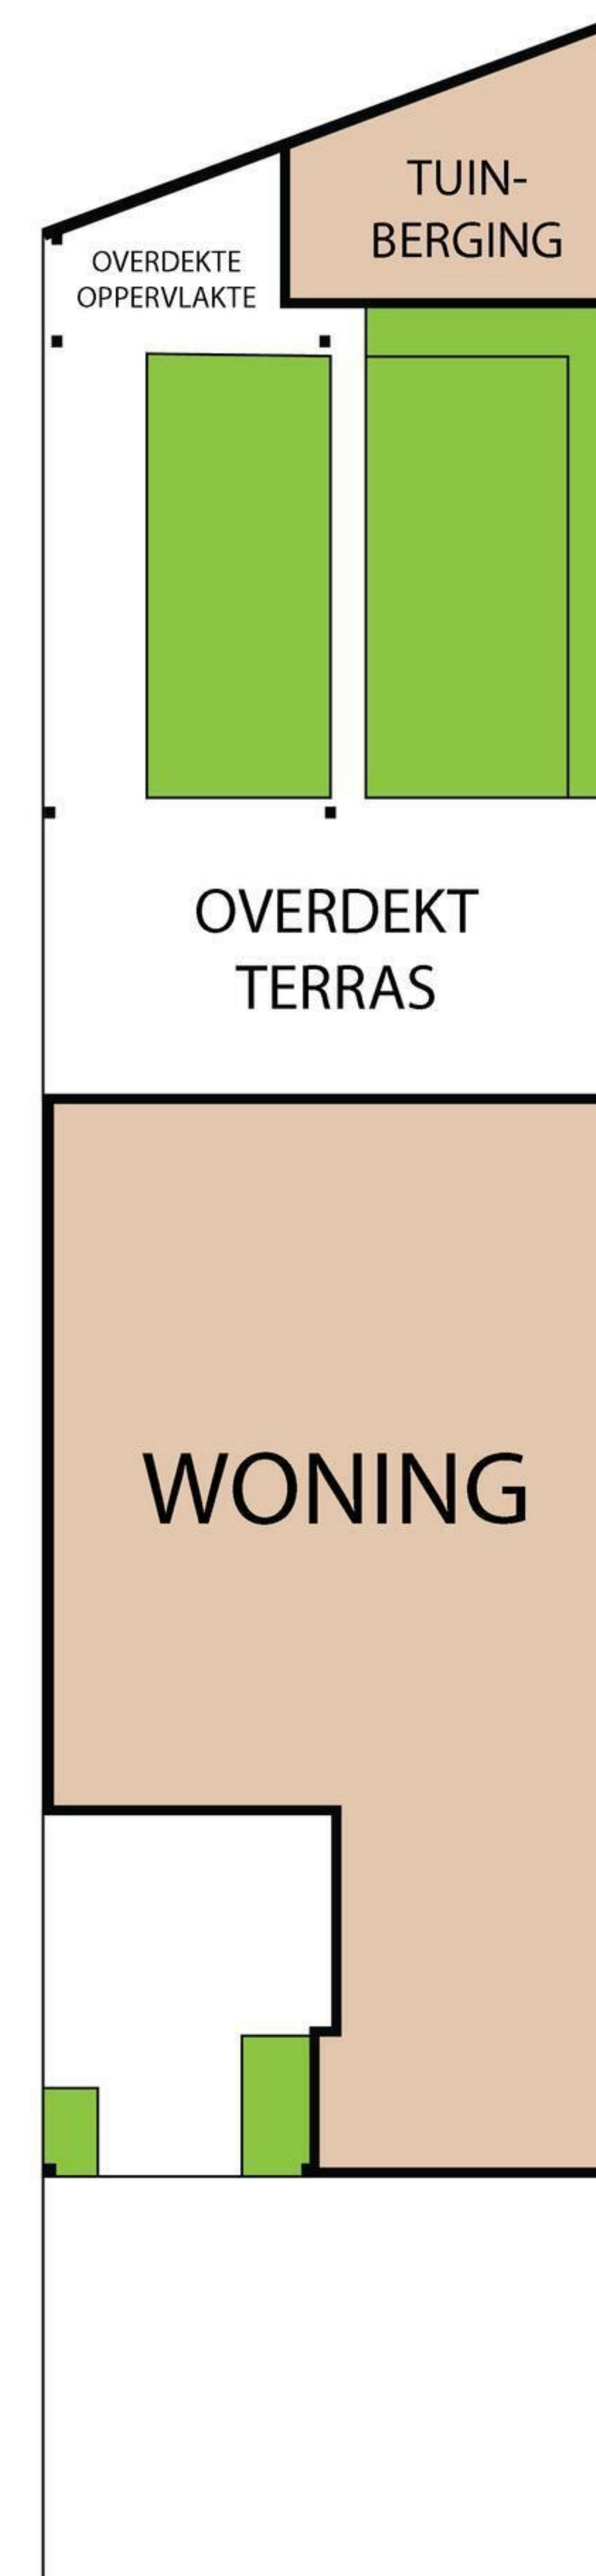 TUIN-
BERGING
OVERDEKTE
OPPERVLAKTE
OVERDEKT
TERRAS
WONING